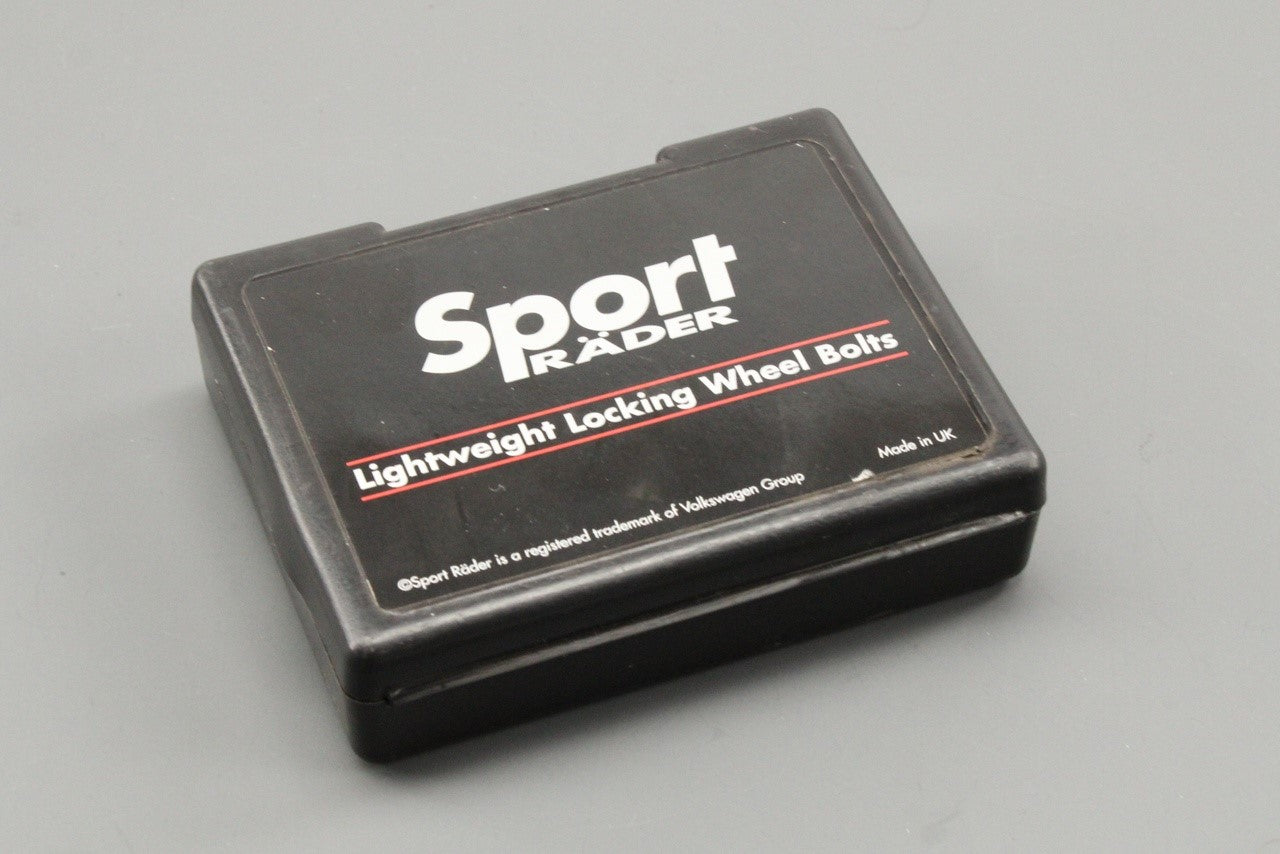 Sport
RÄDER
Lightweight Locking Wheel Bolts
Made in UK
©Sport Räder is a registered trademark of Volkswagen Group